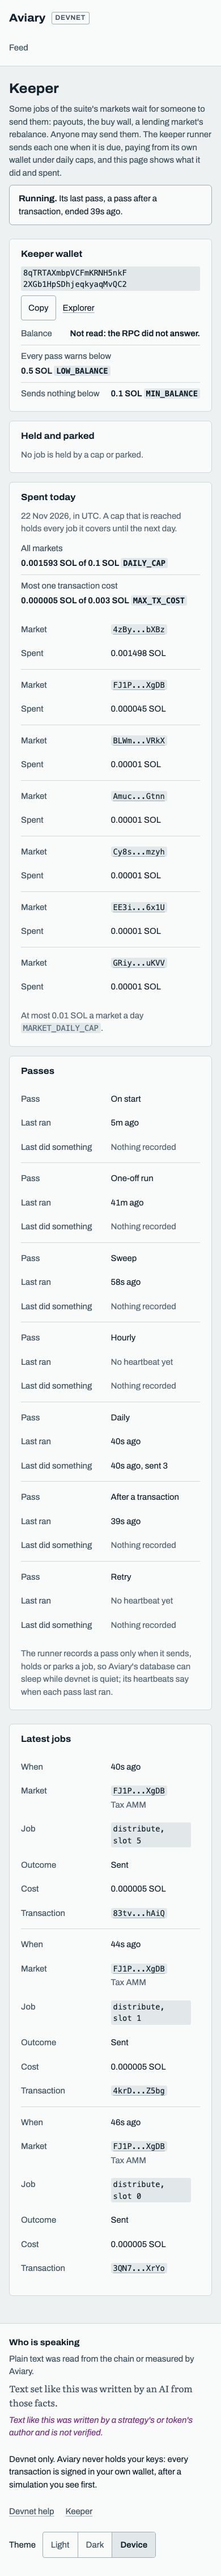 Aviary DEVNET
Feed
Keeper
Some jobs of the suite's markets wait for someone to
send them: payouts, the buy wall, a lending market's
rebalance. Anyone may send them. The keeper runner
sends each one when it is due, paying from its own
wallet under daily caps, and this page shows what it
did and spent.
Running. Its last pass, a pass after a
transaction, ended 39s ago.
Keeper wallet
8qTRTAXmbpVCFmKRNH5nkF
2XGb1HpSDhjeqkyaqMvQC2
Copy Explorer
Balance Not read: the RPC did not answer.
Every pass warns below
0.5 SOL LOW_BALANCE
Sends nothing below 0.1 SOL MIN_BALANCE
Held and parked
No job is held by a cap or parked.
Spent today
22 Nov 2026, in UTC. A cap that is reached
holds every job it covers until the next day.
All markets
0.001593 SOL of 0.1 SOL DAILY_CAP
Most one transaction cost
0.000005 SOL of 0.003 SOL MAX_TX_COST
Market 4zBy...bXBz
Spent 0.001498 SOL
Market FJ1P...XgDB
Spent 0.000045 SOL
Market BLWm...VRkX
Spent 0.00001 SOL
Market Amuc...Gtnn
Spent 0.00001 SOL
Market Cy8s...mzyh
Spent 0.00001 SOL
Market EE3i...6x1U
Spent 0.00001 SOL
Market GRiy...uKVV
Spent 0.00001 SOL
At most 0.01 SOL a market a day
MARKET_DAILY_CAP.
Passes
Pass On start
Last ran 5m ago
Last did something Nothing recorded
Pass One-off run
Last ran 41m ago
Last did something Nothing recorded
Pass Sweep
Last ran 58s ago
Last did something Nothing recorded
Pass Hourly
Last ran No heartbeat yet
Last did something Nothing recorded
Pass Daily
Last ran 40s ago
Last did something 40s ago, sent 3
Pass After a transaction
Last ran 39s ago
Last did something Nothing recorded
Pass Retry
Last ran No heartbeat yet
Last did something Nothing recorded
The runner records a pass only when it sends,
holds or parks a job, so Aviary's database can
sleep while devnet is quiet; its heartbeats say
when each pass last ran.
Latest jobs
When 40s ago
Market FJ1P...XgDB
Tax AMM
Job distribute,
slot 5
Outcome Sent
Cost 0.000005 SOL
Transaction 83tv...hAiQ
When 44s ago
Market FJ1P...XgDB
Tax AMM
Job distribute,
slot 1
Outcome Sent
Cost 0.000005 SOL
Transaction 4krD...Z5bg
When 46s ago
Market FJ1P...XgDB
Tax AMM
Job distribute,
slot 0
Outcome Sent
Cost 0.000005 SOL
Transaction 3QN7...XrYo
Who is speaking
Plain text was read from the chain or measured by
Aviary.
Text set like this was written by an AI from
those facts.
Text like this was written by a strategy's or token's
author and is not verified.
Devnet only. Aviary never holds your keys: every
transaction is signed in your own wallet, after a
simulation you see first.
Devnet help Keeper
Theme Light Dark Device